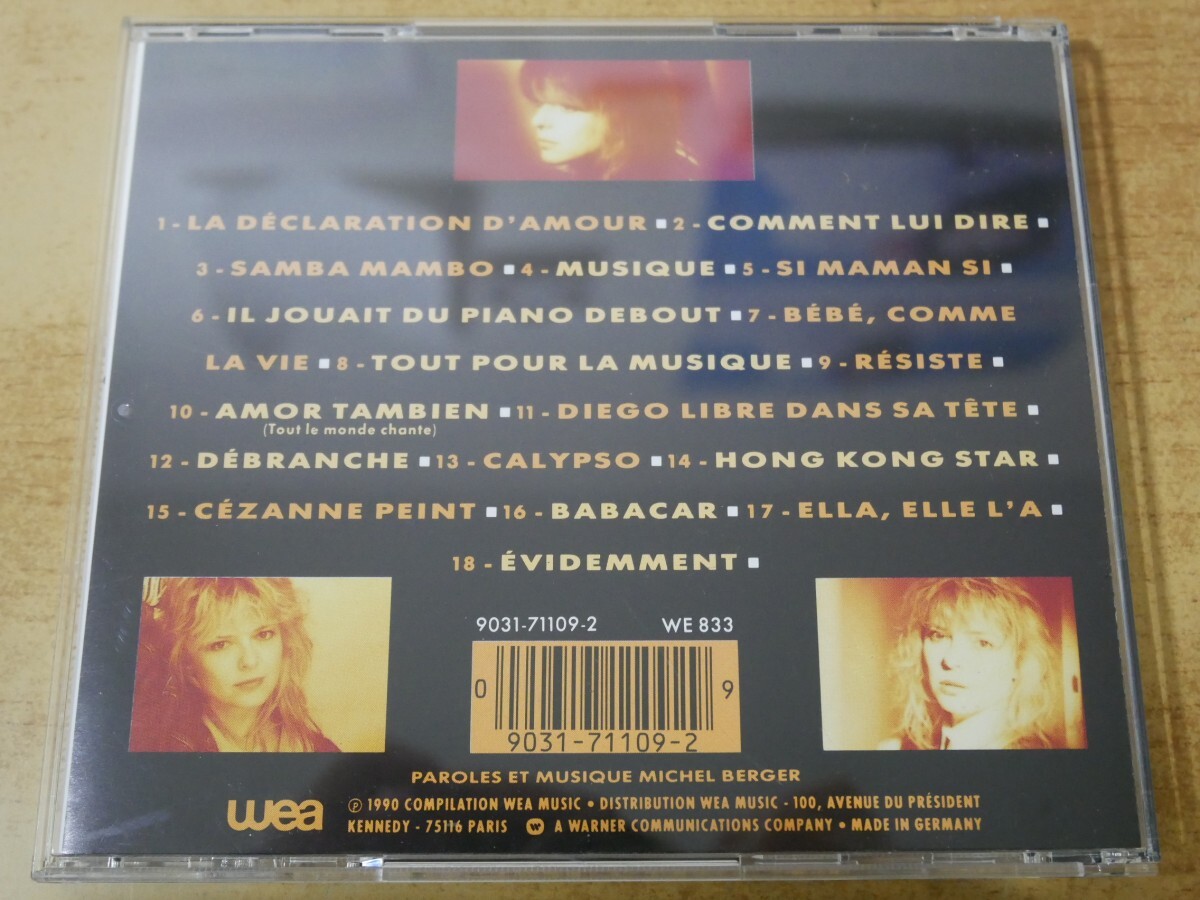 1 - LA DÉCLARATION D'AMOUR ■ 2 - COMMENT LUI DIRE ■
3 - SAMBA MAMBO ■ 4 - MUSIQUE ■ 5 - SI MAMAN SI ■
6 - IL JOUAIT DU PIANO DEBOUT ■ 7 - BÉBÉ, COMME
LA VIE ■ 8 - TOUT POUR LA MUSIQUE ■ 9 - RÉSISTE ■
10 - AMOR TAMBIEN ■ 11 - DIEGO LIBRE DANS SA TÊTE ■
(Tout le monde chante)
12 - DÉBRANCHE ■ 13 - CALYPSO ■ 14 - HONG KONG STAR ■
15 - CÉZANNE PEINT ■ 16 - BABACAR ■ 17 - ELLA, ELLE L'A ■
18 - ÉVIDEMMENT ■
9031-71109-2 WE 833
0 9
9031-71109-2
PAROLES ET MUSIQUE MICHEL BERGER
wea
℗ 1990 COMPILATION WEA MUSIC • DISTRIBUTION WEA MUSIC - 100, AVENUE DU PRÉSIDENT
KENNEDY - 75116 PARIS A WARNER COMMUNICATIONS COMPANY • MADE IN GERMANY